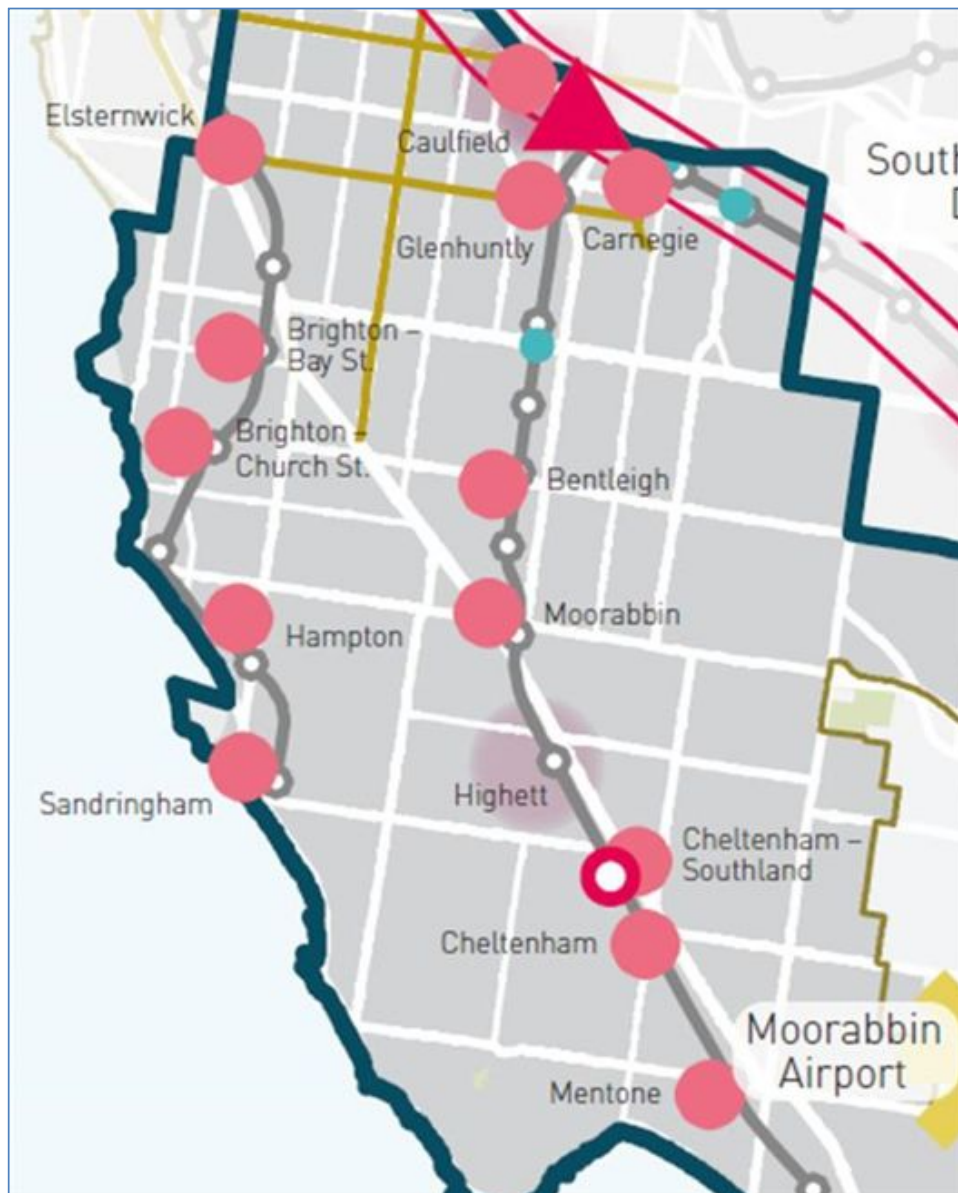 Elsternwick
Caulfield
South
D
Glenhuntly
Carnegie
Brighton –
Bay St.
Brighton –
Church St.
Bentleigh
Hampton
Moorabbin
Highett
Sandringham
Cheltenham –
Southland
Cheltenham
Moorabbin
Airport
Mentone